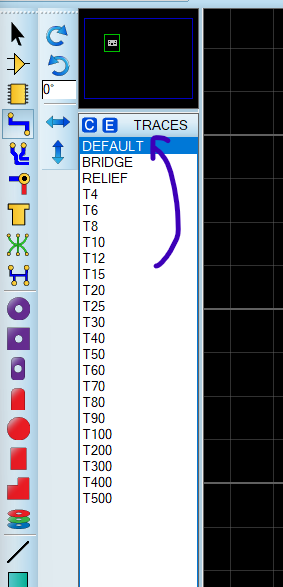 0°
C E TRACES
DEFAULT
BRIDGE
RELIEF
T4
T6
T8
T10
T12
T15
T20
T25
T30
T40
T50
T60
T70
T80
T90
T100
T200
T300
T400
T500